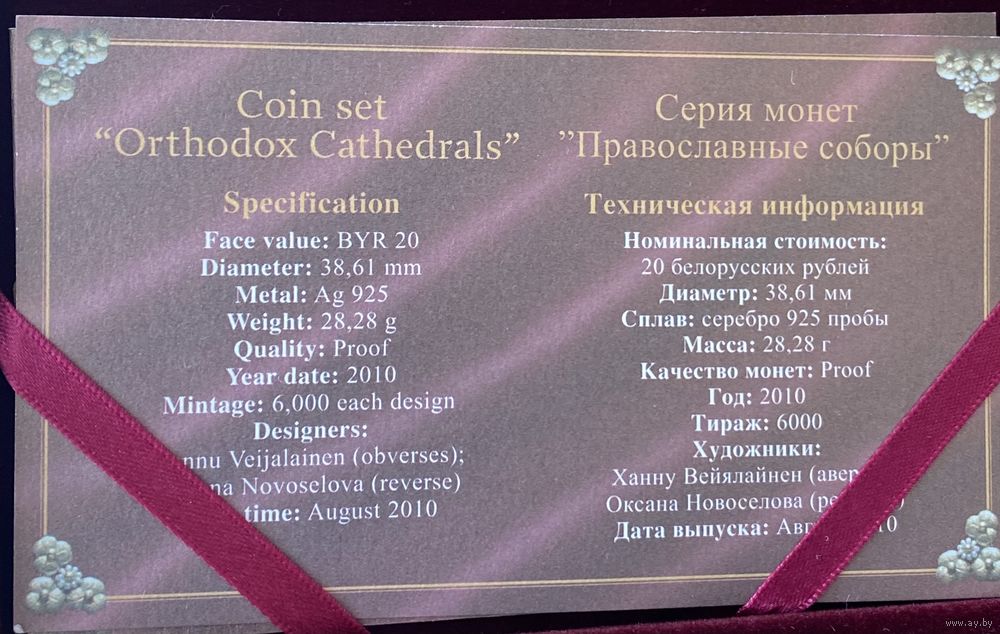 Coin set
“Orthodox Cathedrals”
Specification
Face value: BYR 20
Diameter: 38,61 mm
Metal: Ag 925
Weight: 28,28 g
Quality: Proof
Year date: 2010
Mintage: 6,000 each design
Designers:
Veijalainen (obverses);
Novoselova (reverse)
time: August 2010
Серия монет
”Православные соборы”
Техническая информация
Номинальная стоимость:
20 белорусских рублей
Диаметр: 38,61 мм
Сплав: серебро 925 пробы
Масса: 28,28 г
Качество монет: Proof
Год: 2010
Тираж: 6000
Художники:
Ханну Вейялайнен
Оксана Новоселова
Дата выпуска:
www.ay.by